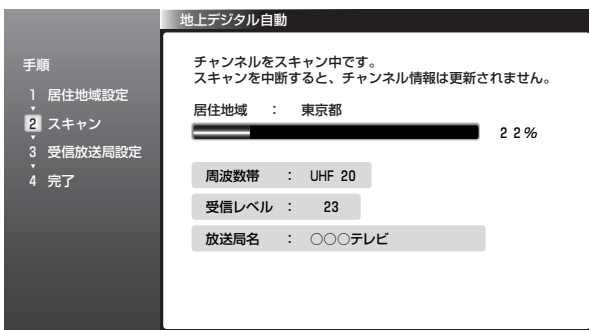 地上デジタル自動
手順
1 居住地域設定
2 スキャン
3 受信放送局設定
4 完了
チャンネルをスキャン中です。
スキャンを中断すると、チャンネル情報は更新されません。
居住地域 : 東京都
22%
周波数帯 : UHF 20
受信レベル : 23
放送局名 : ○○○テレビ